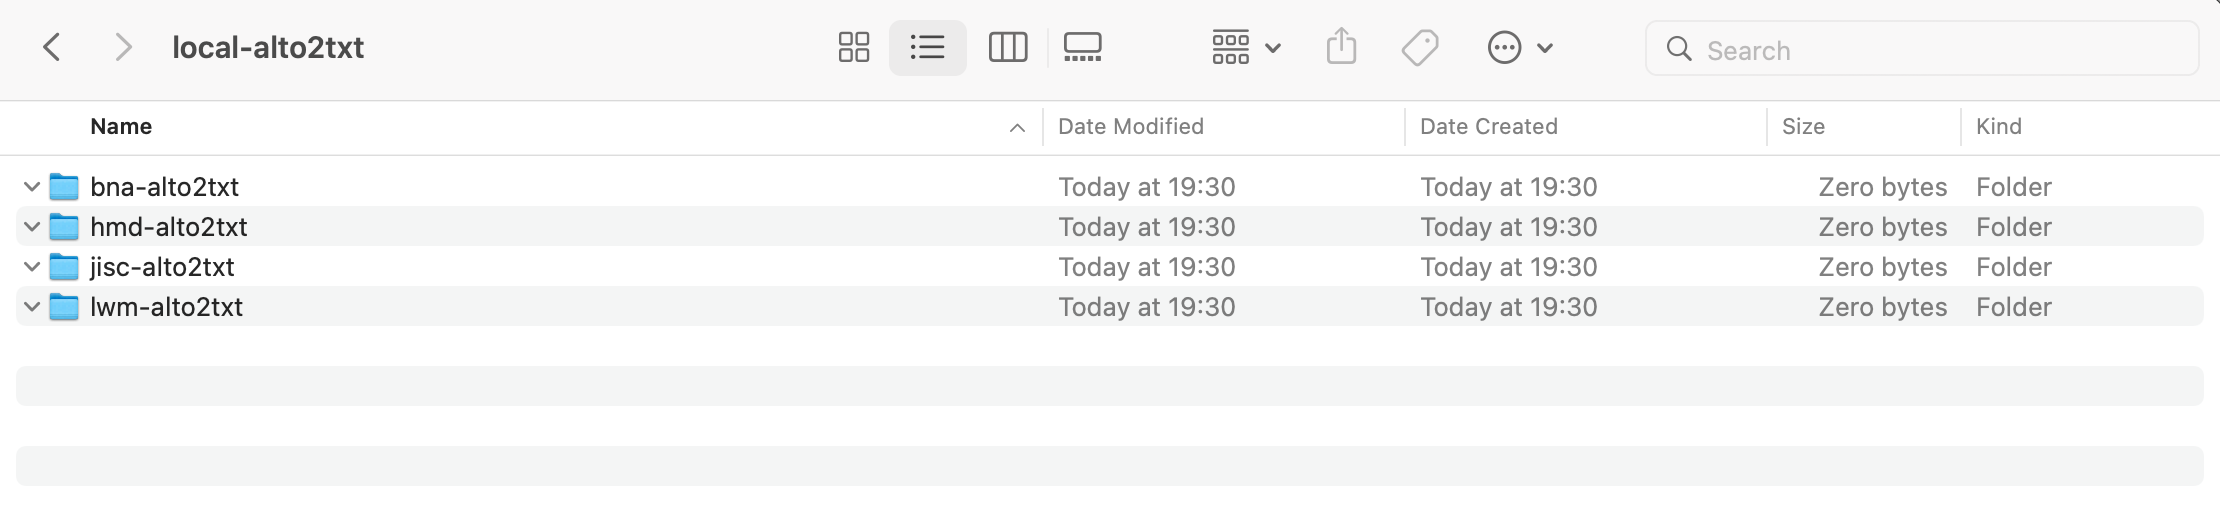 local-alto2txt
Search
Name Date Modified Date Created Size Kind
bna-alto2txt Today at 19:30 Today at 19:30 Zero bytes Folder
hmd-alto2txt Today at 19:30 Today at 19:30 Zero bytes Folder
jisc-alto2txt Today at 19:30 Today at 19:30 Zero bytes Folder
lwm-alto2txt Today at 19:30 Today at 19:30 Zero bytes Folder